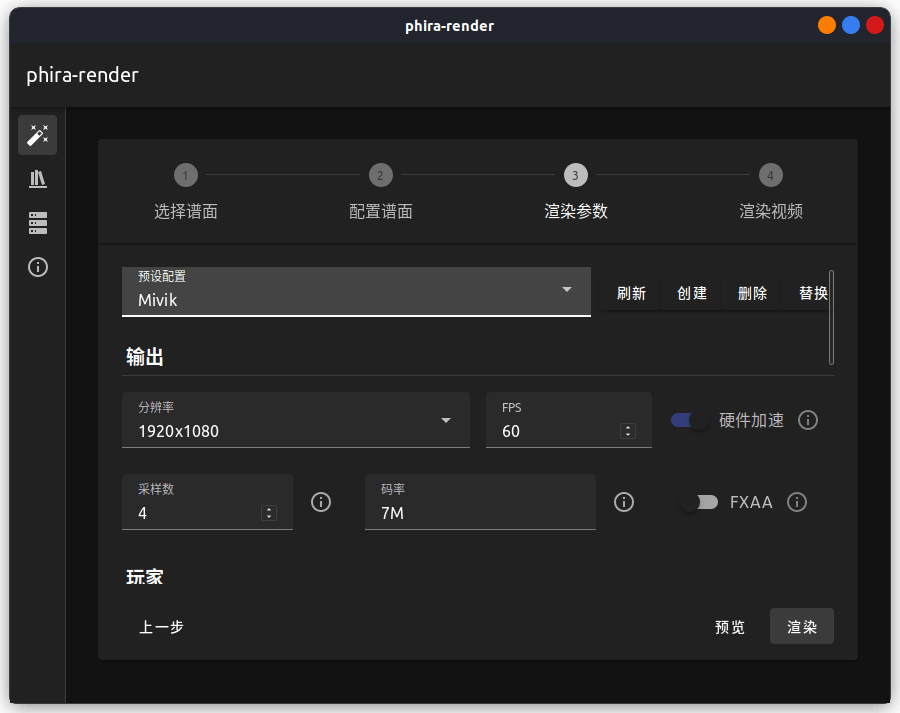 phira-render
phira-render
1 2 3 4
选择谱面 配置谱面 渲染参数 渲染视频
预设配置
Mivik
刷新 创建 删除 替换
输出
分辨率 FPS
1920x1080 60 硬件加速
采样数 码率
4 7M FXAA
玩家
上一步 预览 渲染